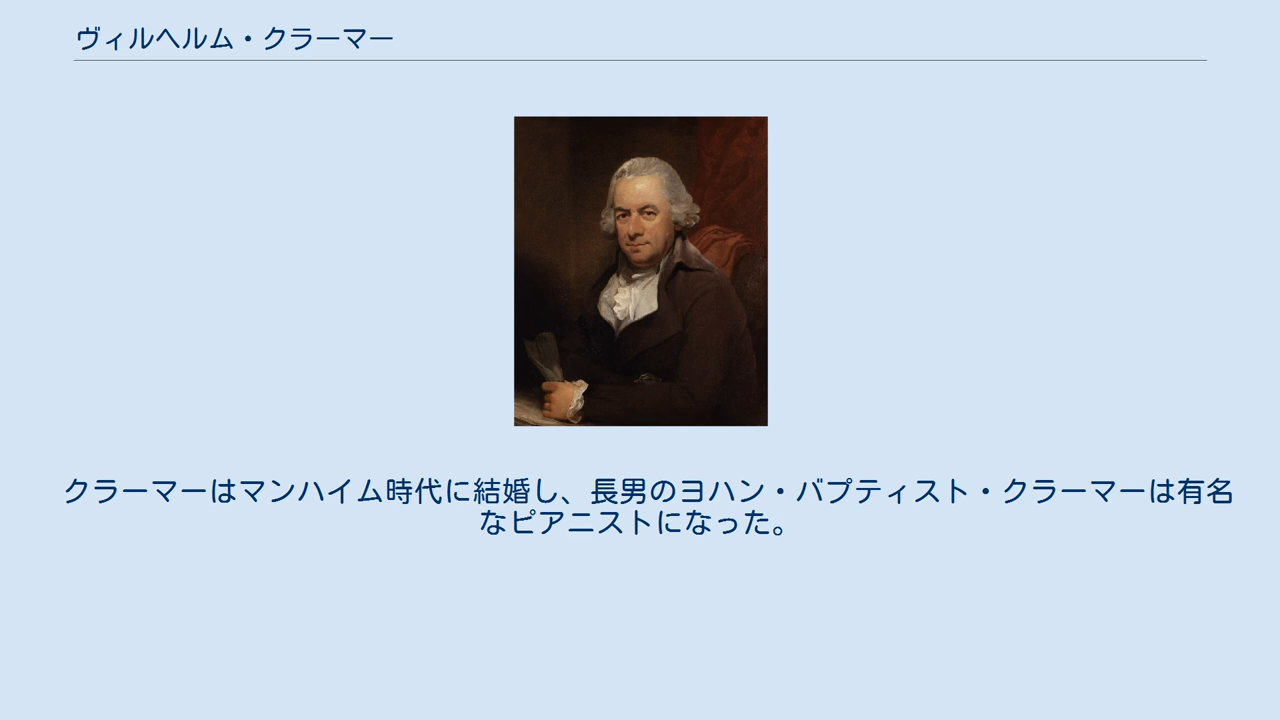 ヴィルヘルム・クラーマー
クラーマーはマンハイム時代に結婚し、長男のヨハン・バプティスト・クラーマーは有名
なピアニストになった。